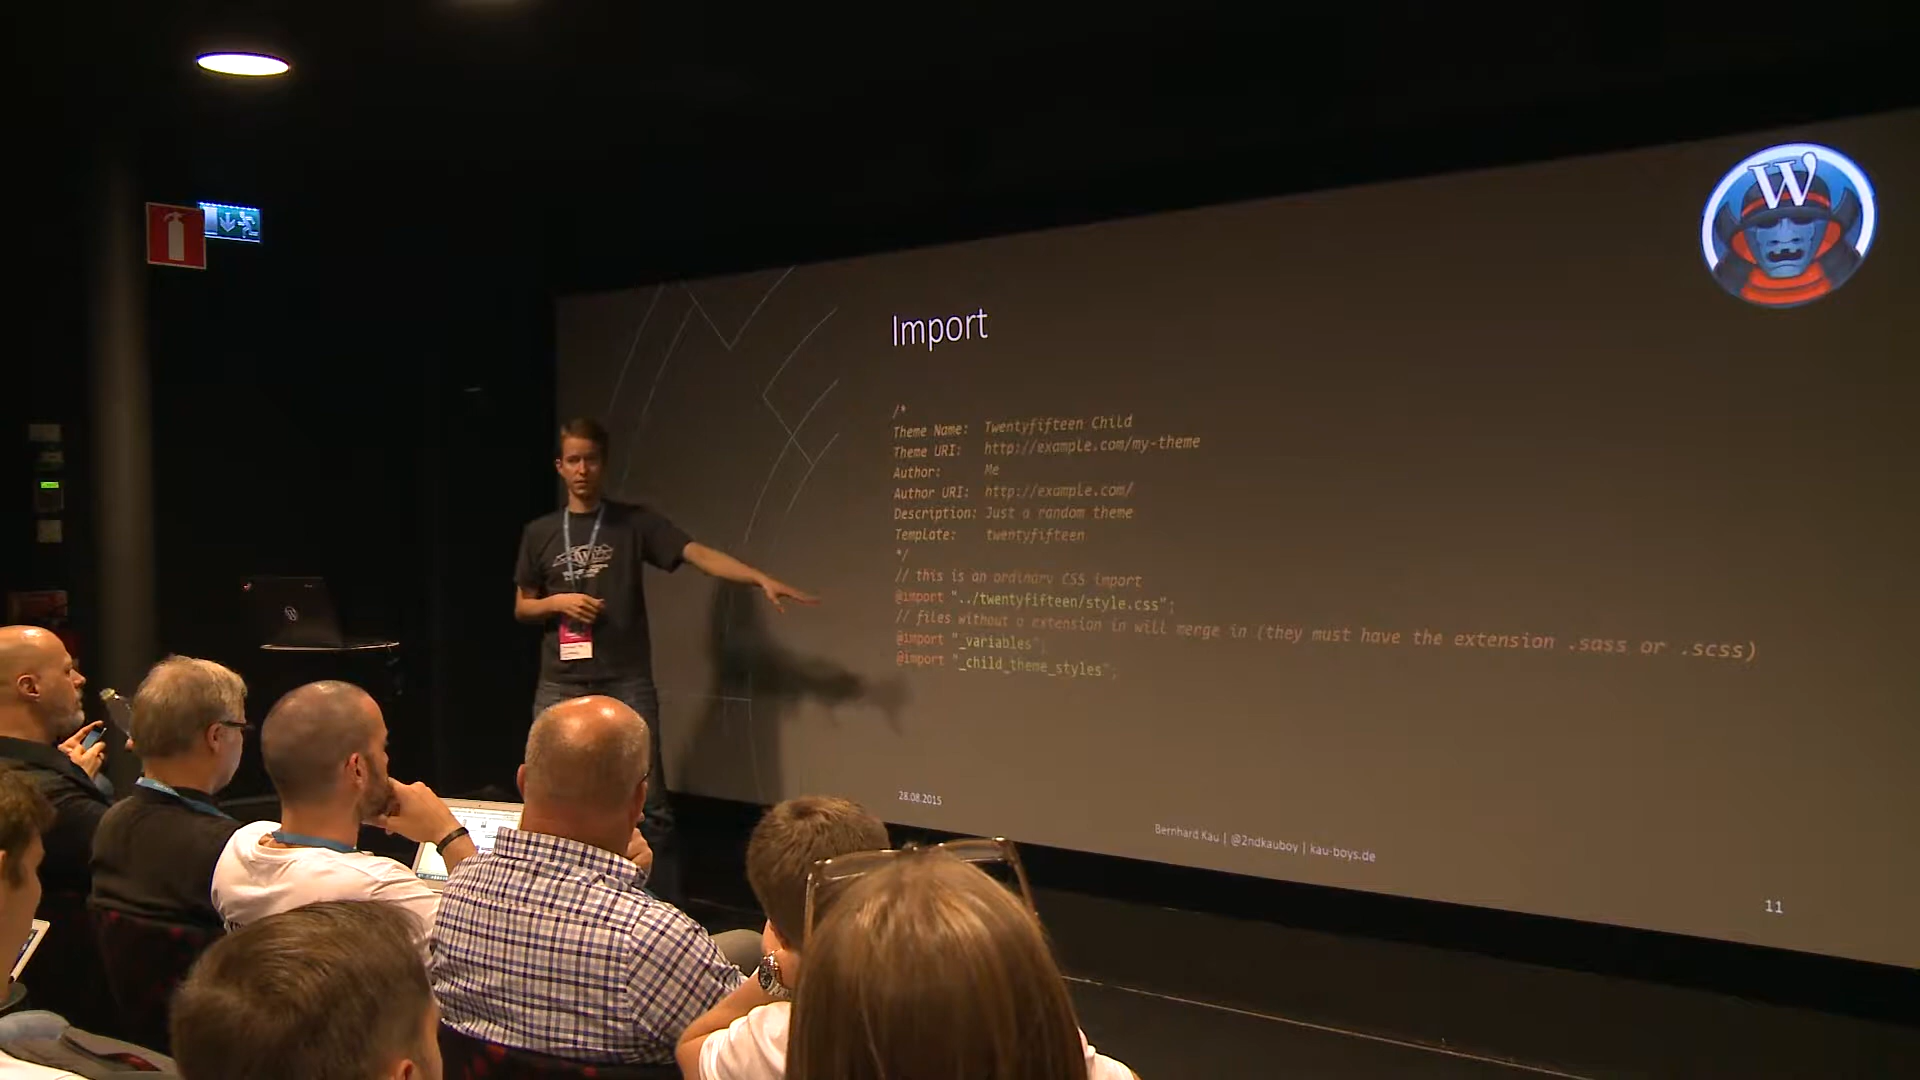 W
Import
/*
Theme Name: Twentyfifteen Child
Theme URI: http://example.com/my-theme
Author: Me
Author URI: http://example.com/
Description: Just a random theme
Template: twentyfifteen
*/
// this is an ordinary CSS import
@import "../twentyfifteen/style.css";
// files without a extension in will merge in (they must have the extension .sass or .scss)
@import "_variables";
@import "_child_theme_styles";
28.08.2015
Bernhard Kau | @2ndkauboy | kau-boys.de
11